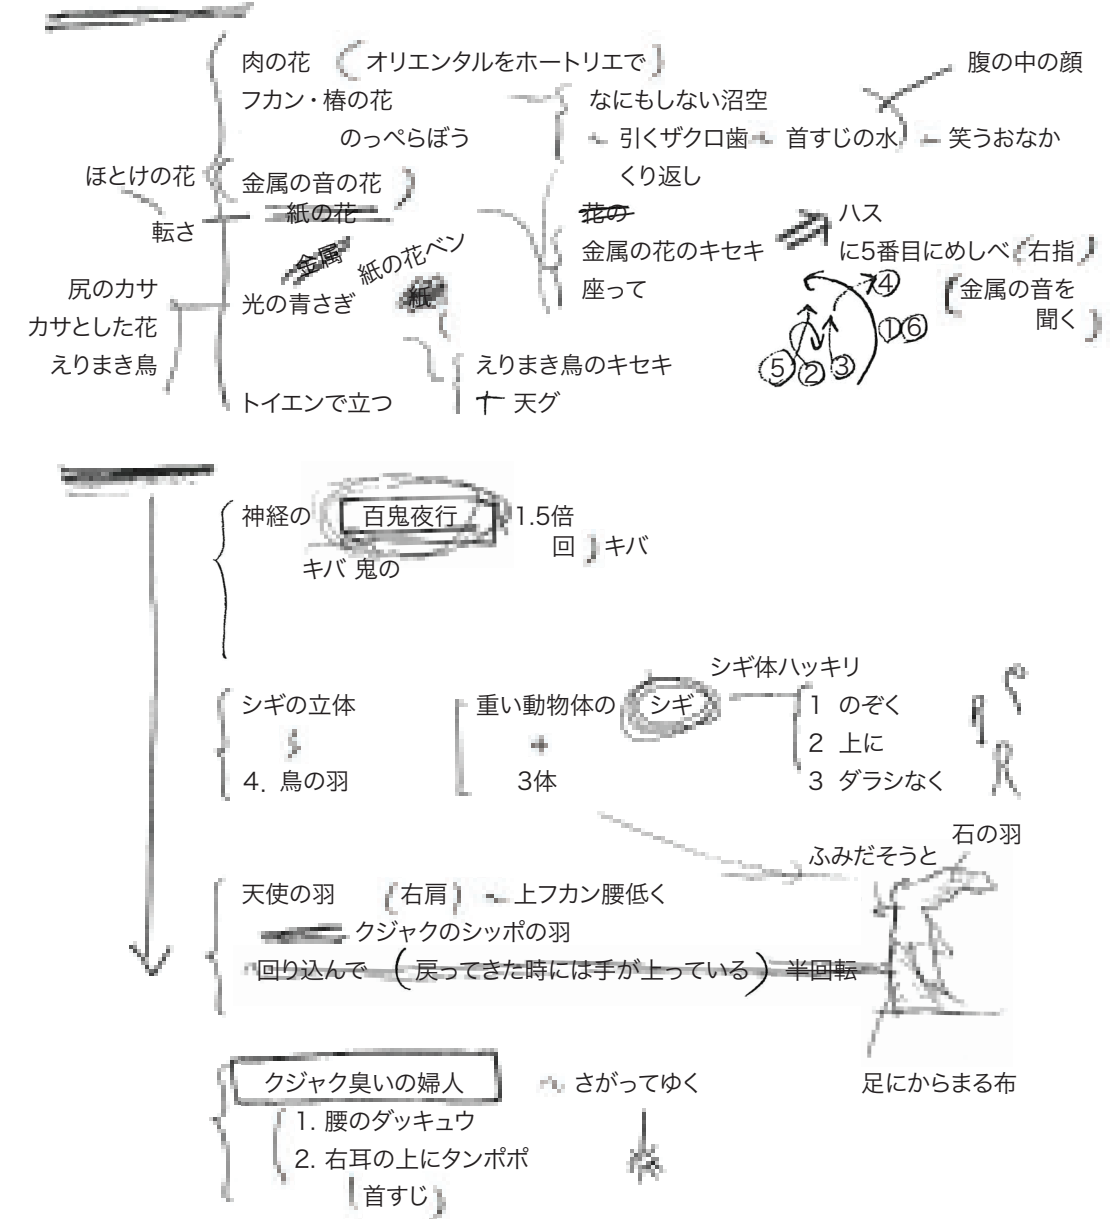 肉の花 （オリエンタルをホートリエで）
腹の中の顔
フカン・椿の花
なにもしない沼空
のっぺらぼう
引くザクロ歯 首すじの水） 笑うおなか
くり返し
ほとけの花
金属の音の花）
紙の花
花の
ハス
転さ
金属
紙の花ベン
金属の花のキセキ
に5番目にめしべ（右指）
尻のカサ
光の青さぎ
紙
座って
④
（金属の音を
聞く）
カサとした花
①⑥
えりまき鳥
えりまき鳥のキセキ
⑤ ② ③
トイエンで立つ
＋ 天グ
神経の 百鬼夜行 1.5倍
回 ）キバ
キバ 鬼の
シギ体ハッキリ
シギの立体
重い動物体の シギ
1 のぞく
＋
2 上に
4. 鳥の羽
3体
3 ダラシなく
石の羽
ふみだそうと
天使の羽 （右肩） 上フカン腰低く
クジャクのシッポの羽
回り込んで （戻ってきた時には手が上っている） 半回転
クジャク臭いの婦人 さがってゆく
足にからまる布
1. 腰のダッキュウ
2. 右耳の上にタンポポ
（首すじ）